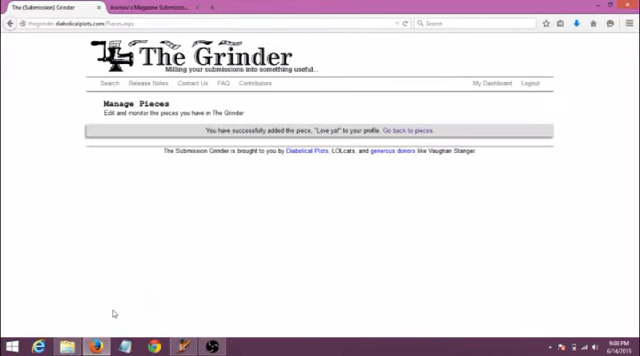 The (Submission) Grinder
Asimov's Magazine Submissio...
thegrinder.diabolicalplots.com/Pieces.aspx
Search
The Grinder
Milling your submissions into something useful...
Search Release Notes Contact Us FAQ Contributors My Dashboard Logout
Manage Pieces
Edit and monitor the pieces you have in The Grinder
You have successfully added the piece, "Love ya!" to your profile. Go back to pieces.
The Submission Grinder is brought to you by Diabolical Plots, LOLcats, and generous donors like Vaughan Stanger.
9:00 PM
6/14/2015